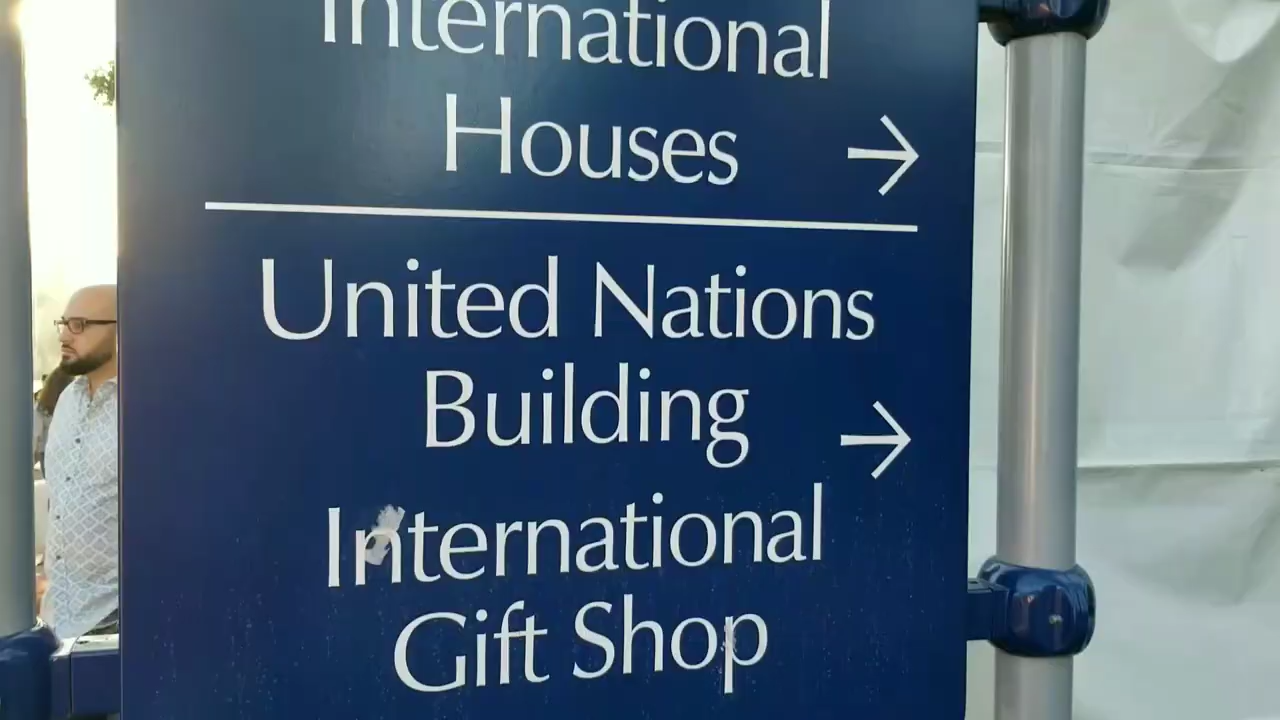 International
Houses →
United Nations
Building →
International
Gift Shop